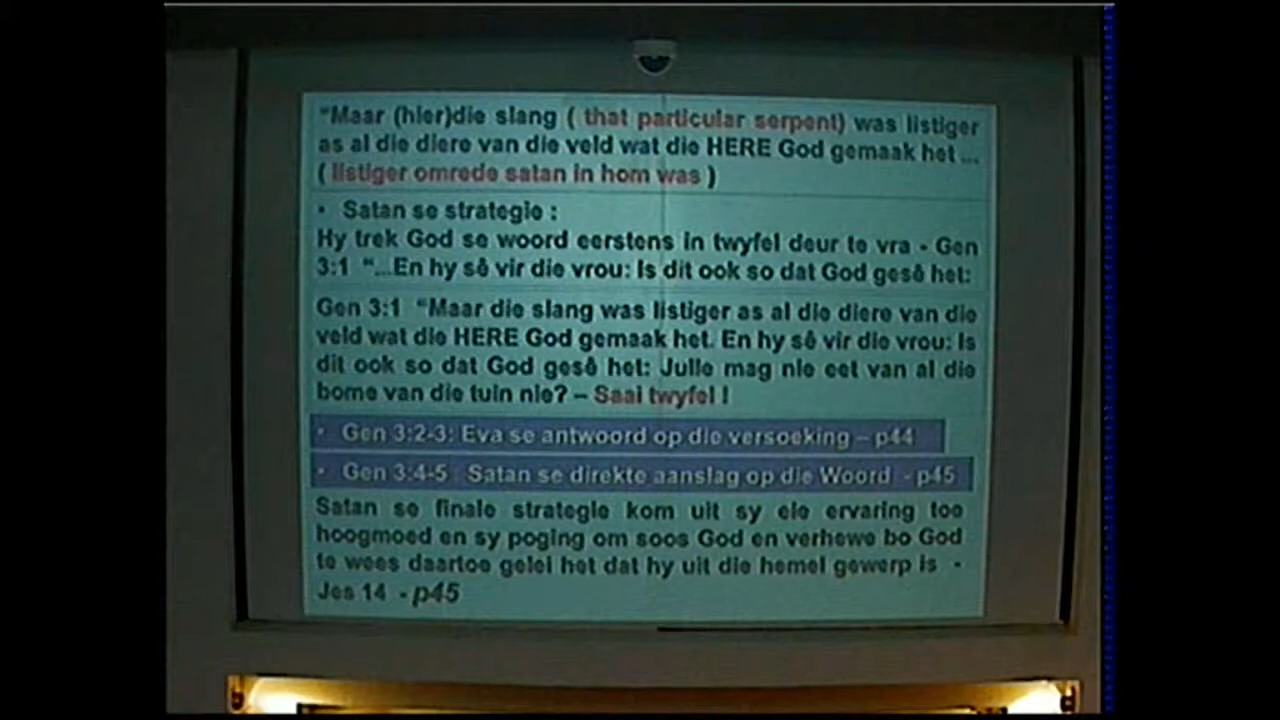 "Maar (hier)die slang ( that particular serpent) was listiger
as al die diere van die veld wat die HERE God gemaak het ...
( listiger omrede satan in hom was )
• Satan se strategie :
Hy trek God se woord eerstens in twyfel deur te vra - Gen
3:1 "...En hy sê vir die vrou: Is dit ook so dat God gesê het:
Gen 3:1 "Maar die slang was listiger as al die diere van die
veld wat die HERE God gemaak het. En hy sê vir die vrou: Is
dit ook so dat God gesê het: Julle mag nie eet van al die
bome van die tuin nie? – Saai twyfel !
• Gen 3:2-3: Eva se antwoord op die versoeking – p44
• Gen 3:4-5 : Satan se direkte aanslag op die Woord - p45
Satan se finale strategie kom uit sy eie ervaring toe
hoogmoed en sy poging om soos God en verhewe bo God
te wees daartoe gelei het dat hy uit die hemel gewerp is -
Jes 14 - p45